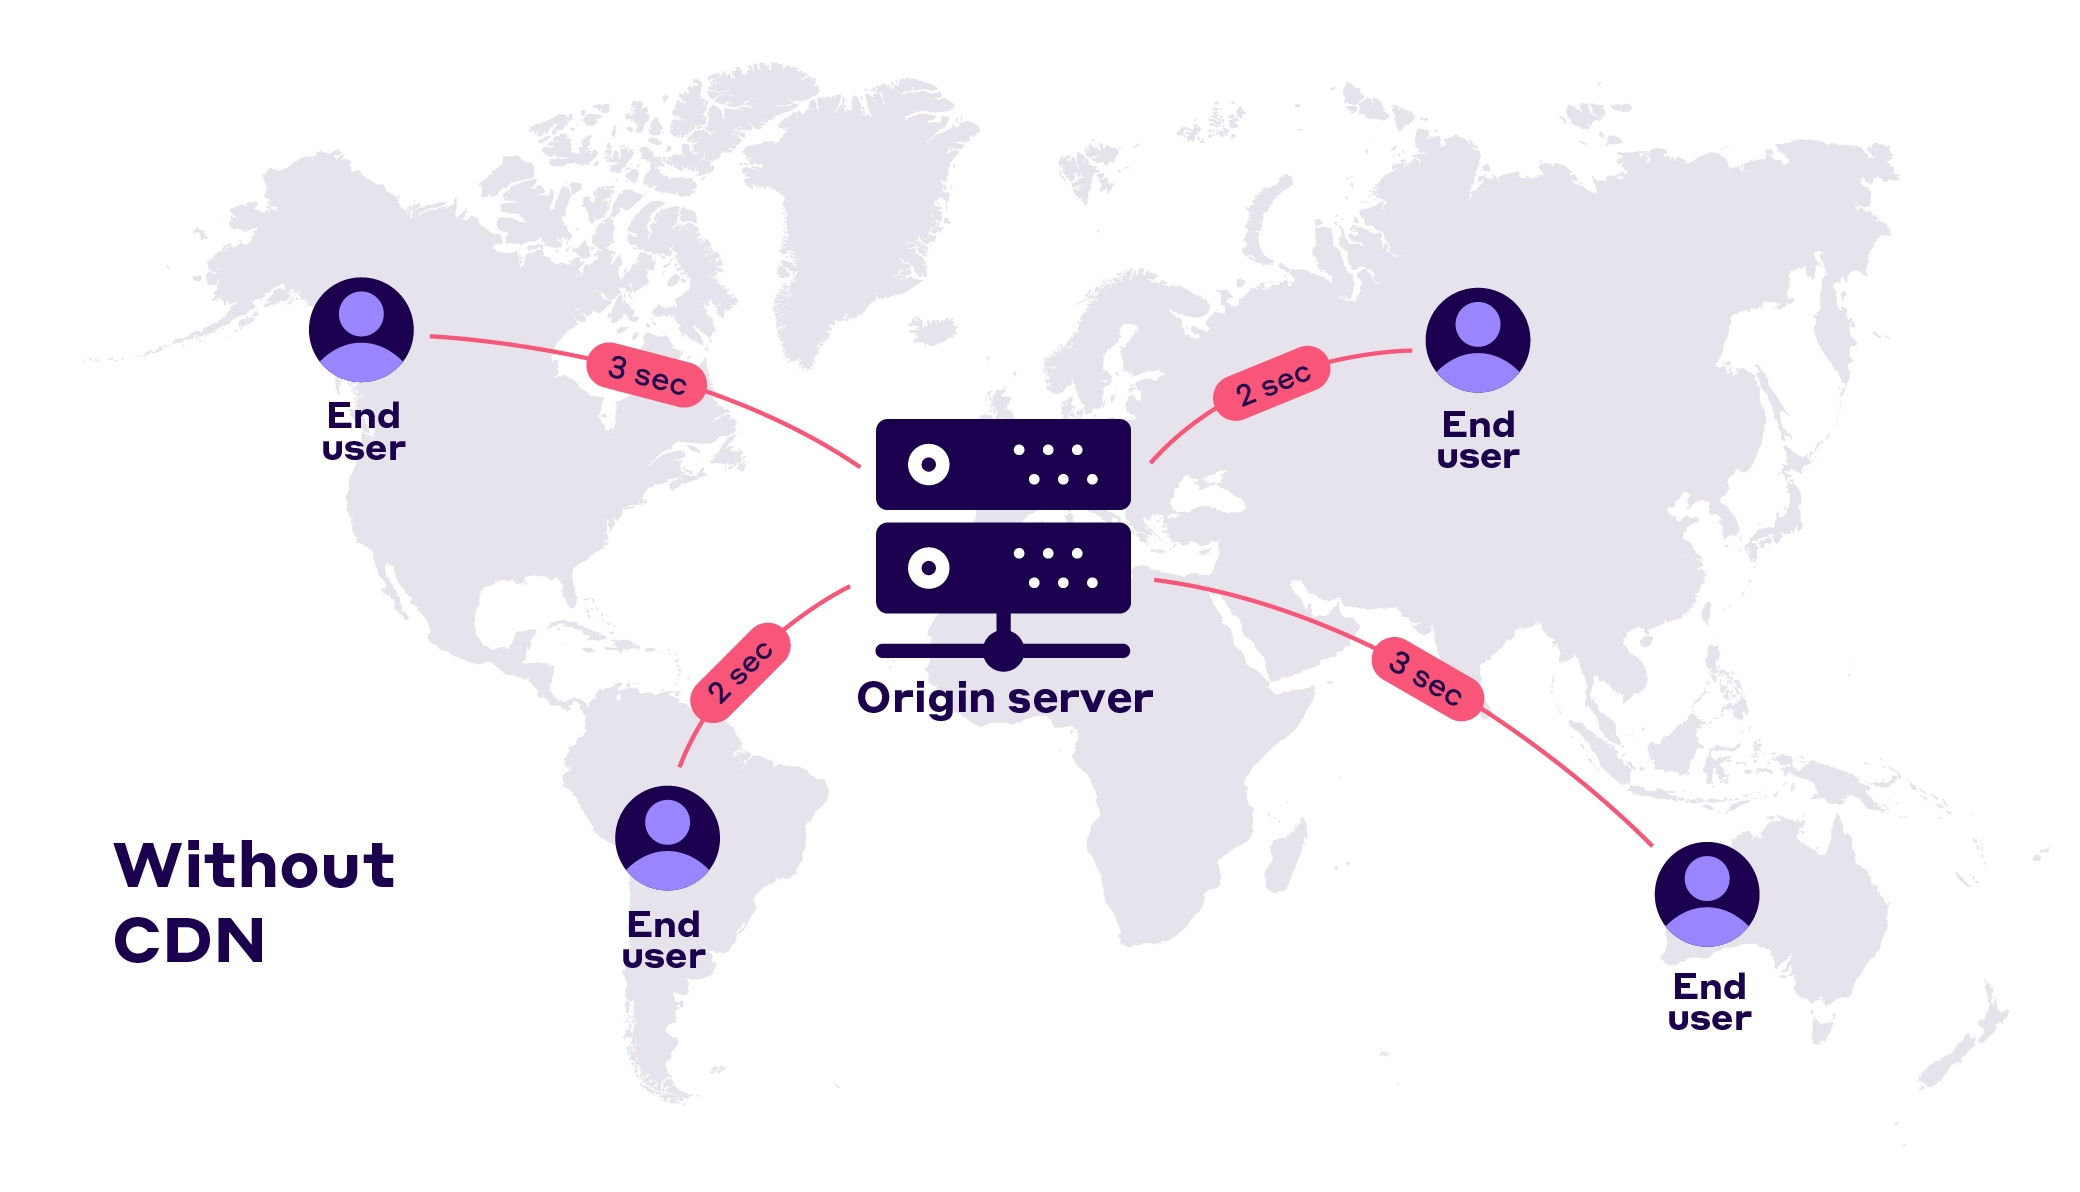 3 sec
2 sec
End
user
End
user
2 sec
3 sec
Origin server
Without
CDN
End
user
End
user